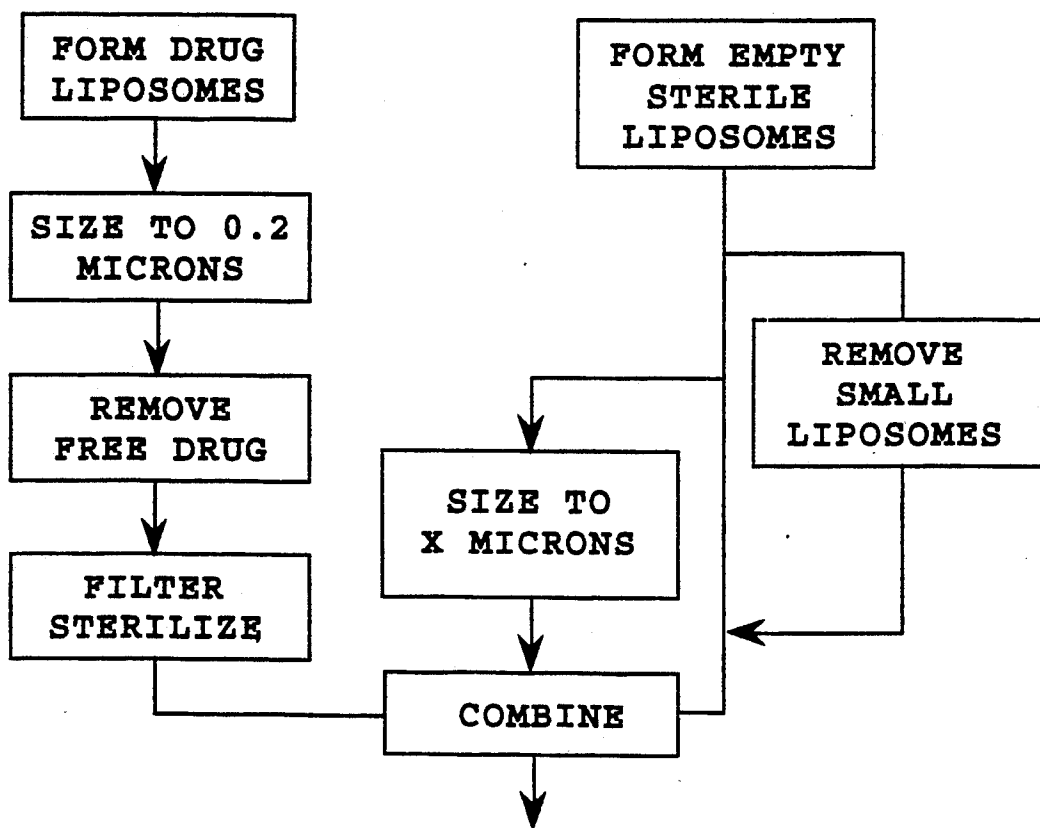 FORM DRUG
LIPOSOMES
SIZE TO 0.2
MICRONS
REMOVE
FREE DRUG
FILTER
STERILIZE
FORM EMPTY
STERILE
LIPOSOMES
REMOVE
SMALL
LIPOSOMES
SIZE TO
X MICRONS
COMBINE